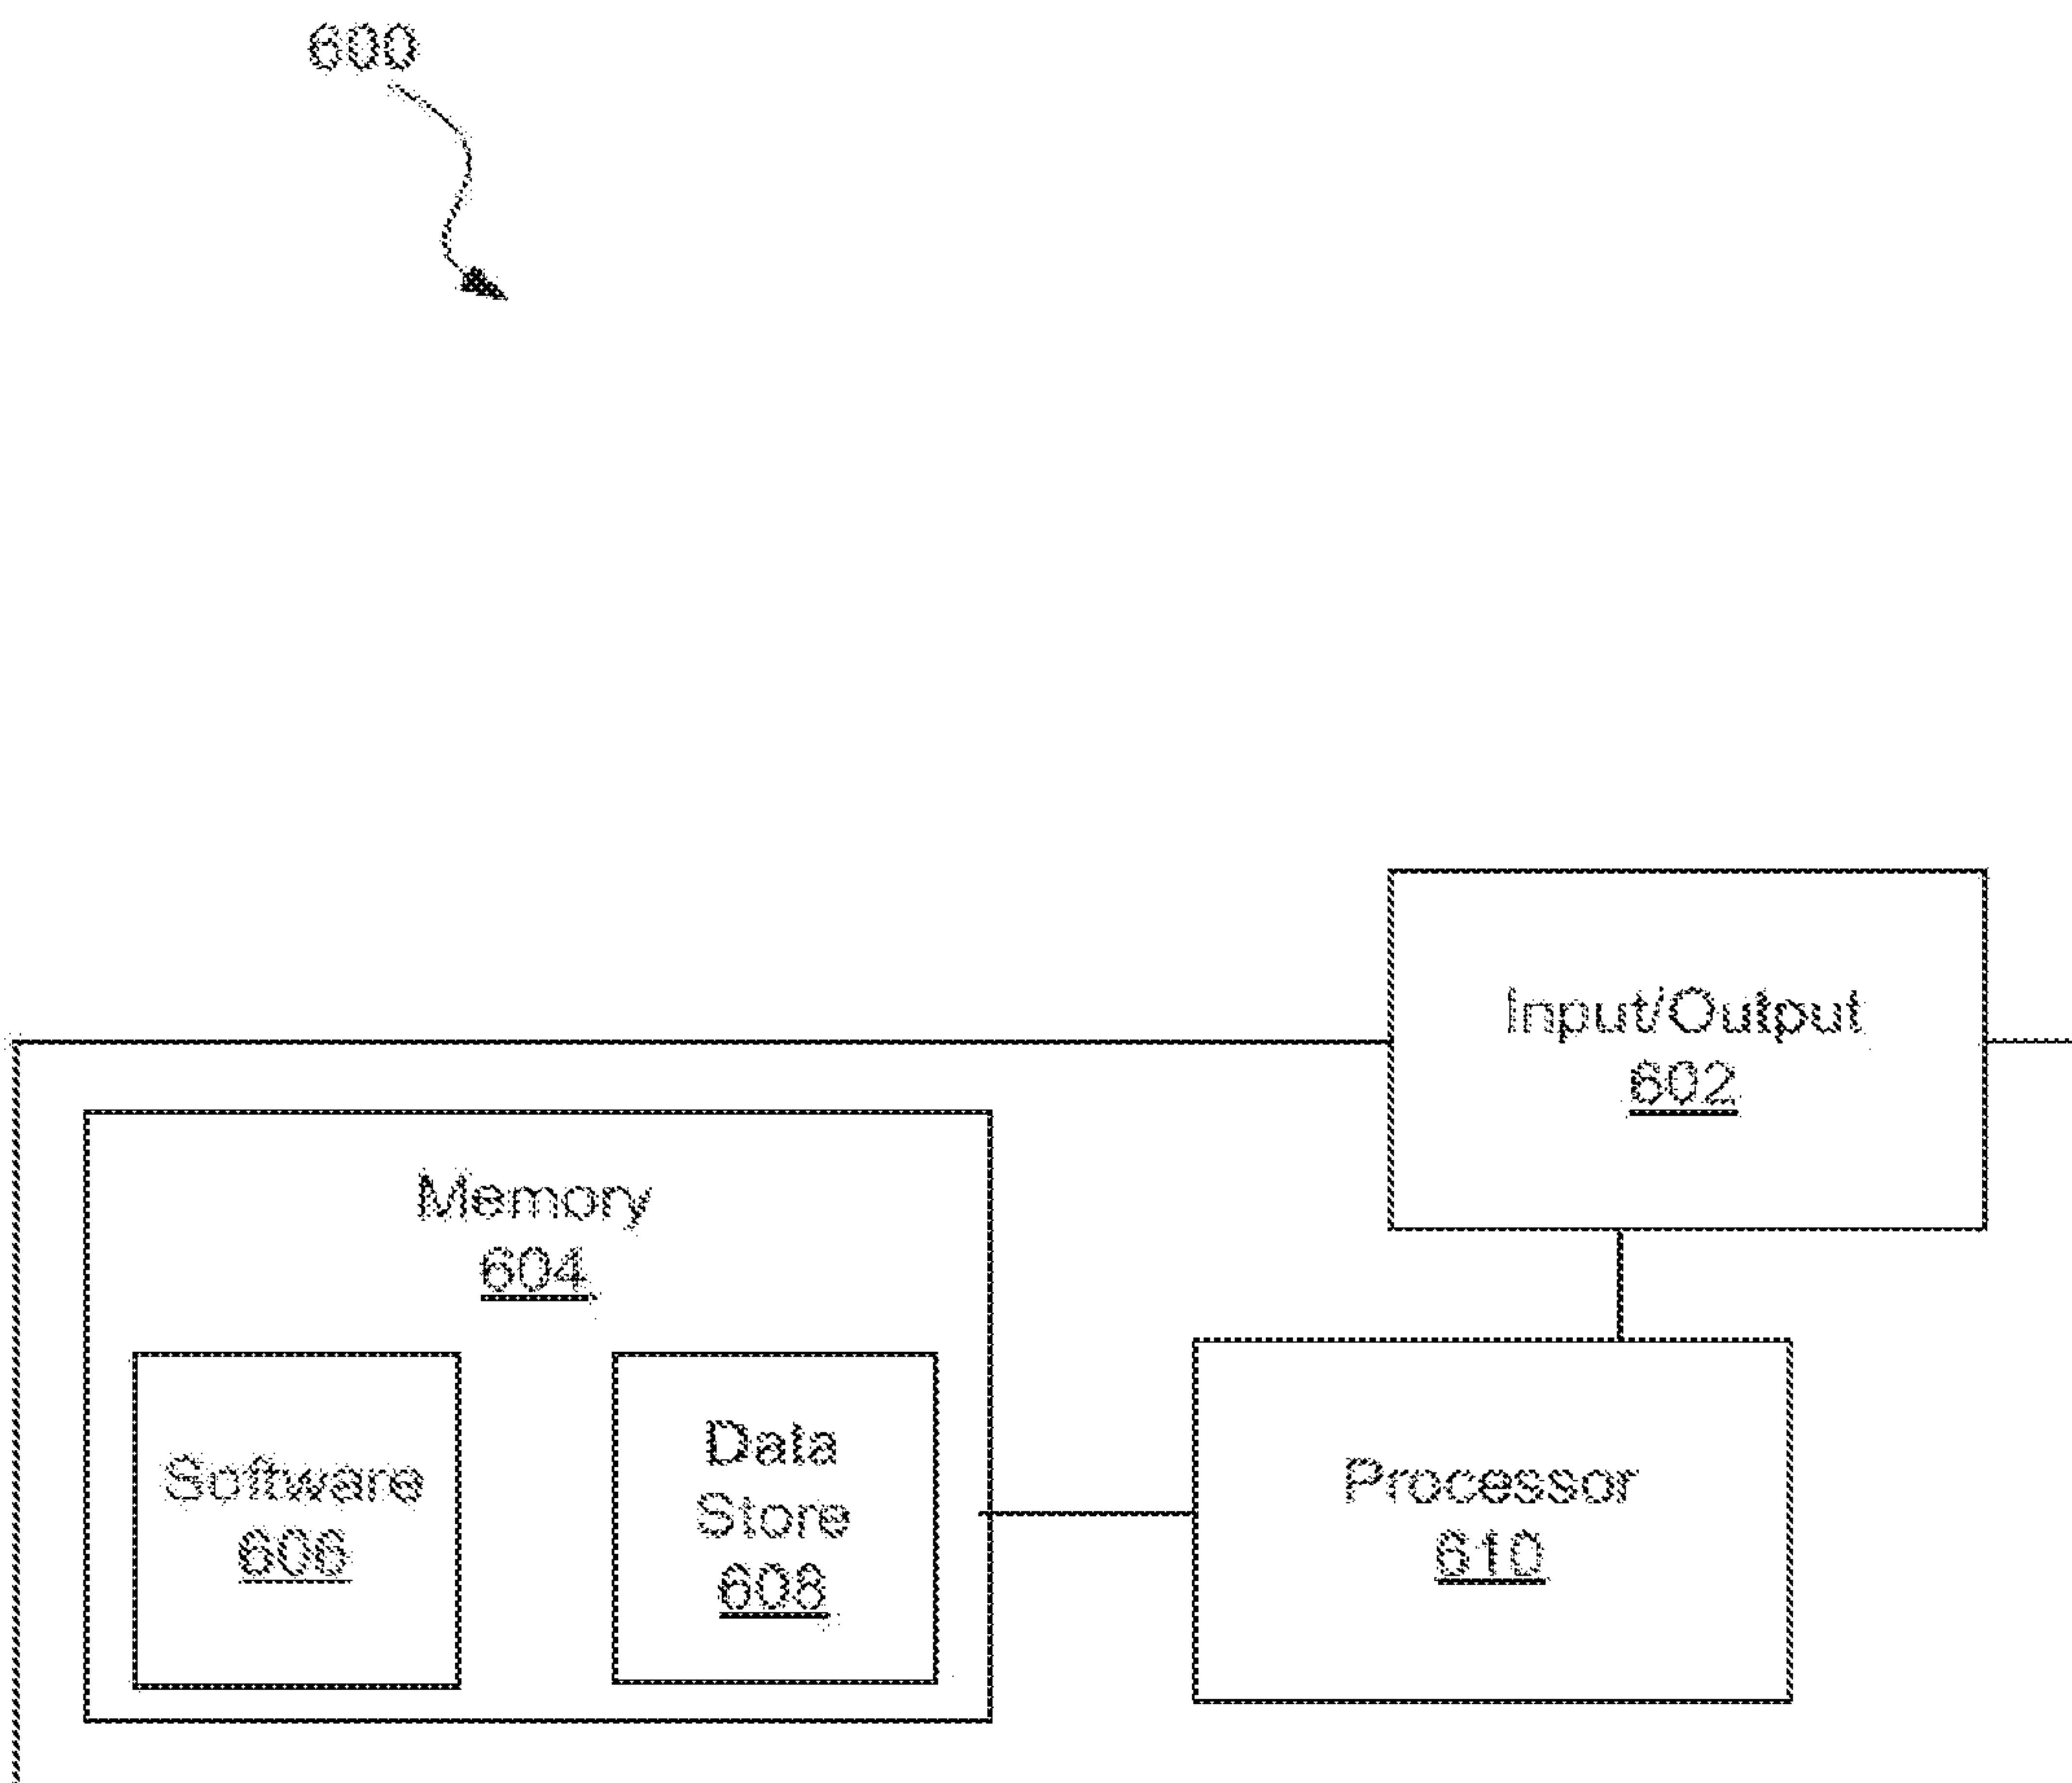 600
Input/Output
602
Memory
604
Software
606
Data
Store
608
Processor
610